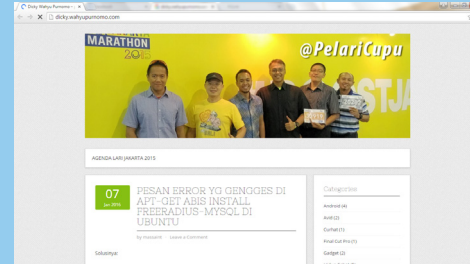 Dicky Wahyu Purnomo -
dicky.wahyupurnomo.com
MARATHON
2015
@PelariCupu
AGENDA LARI JAKARTA 2015
07
Jan 2015
PESAN ERROR YG GENGGES DI
APT-GET ABIS INSTALL
FREERADIUS-MYSQL DI
UBUNTU
Leave a Comment
Solusinya:
Categories
Android (4)
Avid (2)
Curhat (1)
Final Cut Pro (1)
Gadget (2)